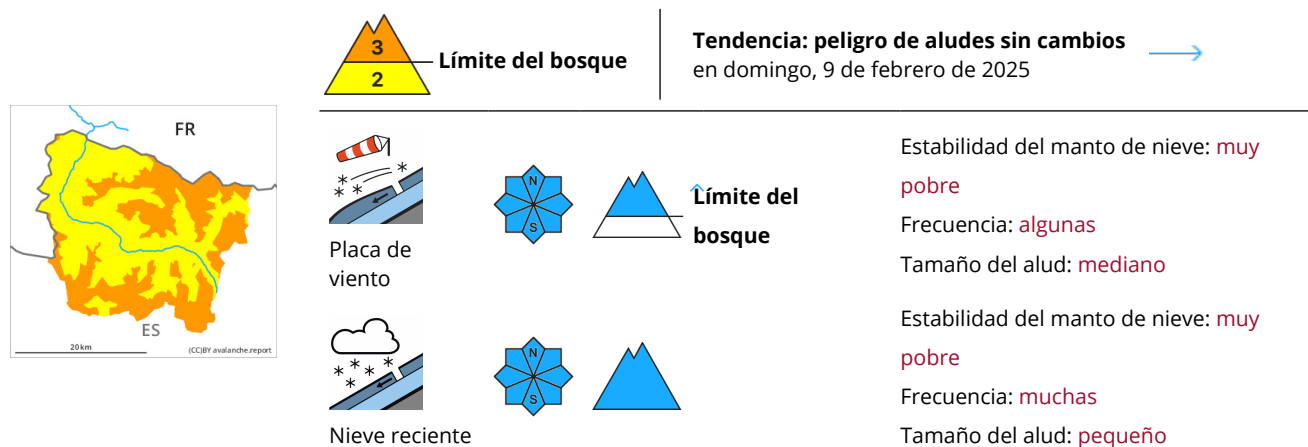 3
2
Límite del bosque
Tendencia: peligro de aludes sin cambios
en domingo, 9 de febrero de 2025
FR
ES
20 km
(CC)BY avalanche.report
Placa de
viento
N
S
Límite del
bosque
Estabilidad del manto de nieve: muy
pobre
Frecuencia: algunas
Tamaño del alud: mediano
Nieve reciente
N
S
Estabilidad del manto de nieve: muy
pobre
Frecuencia: muchas
Tamaño del alud: pequeño